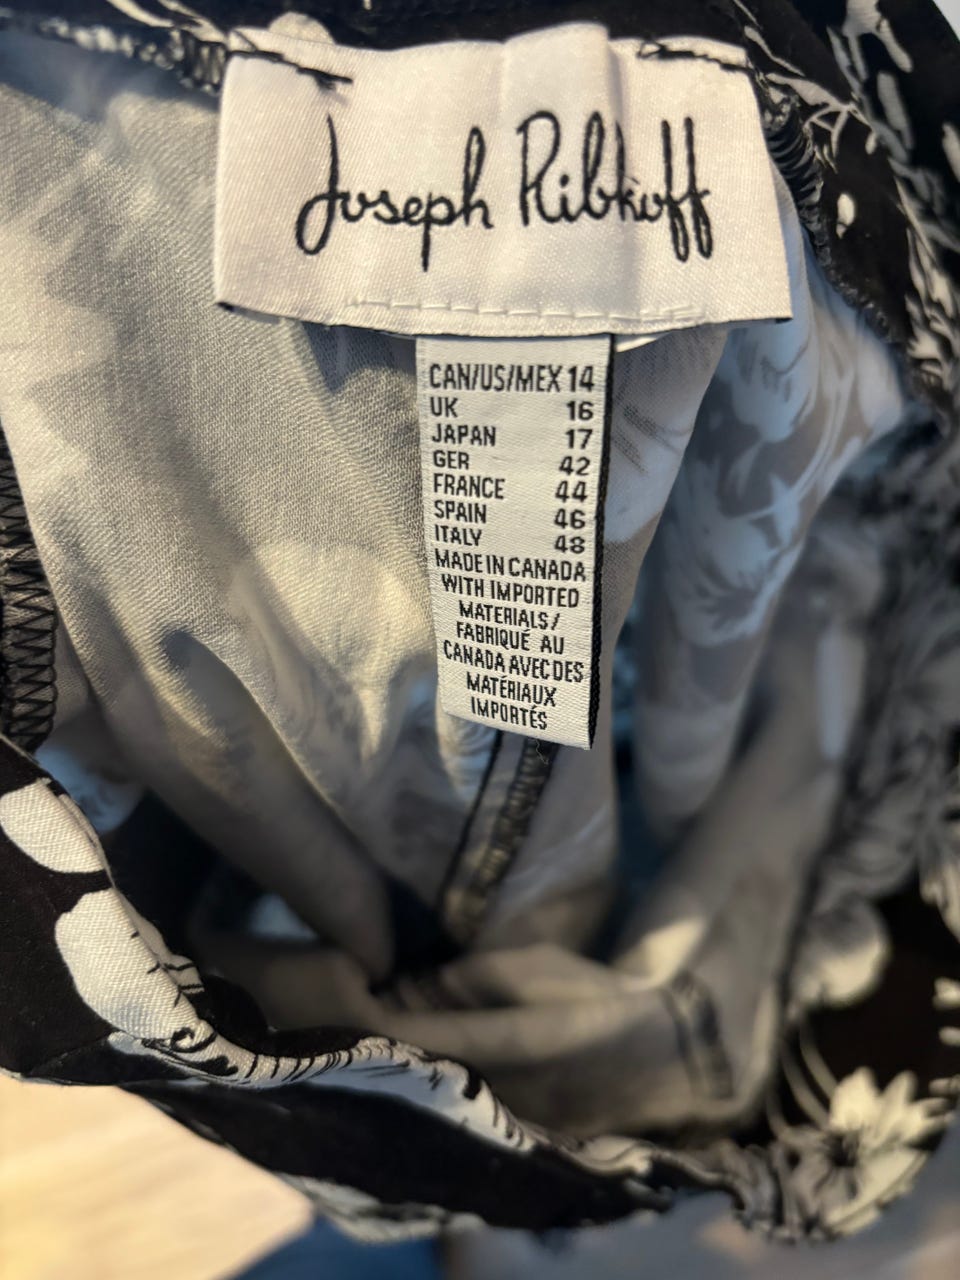 Joseph Ribkoff
CAN/US/MEX 14
UK 16
JAPAN 17
GER 42
FRANCE 44
SPAIN 46
ITALY 48
MADE IN CANADA
WITH IMPORTED
MATERIALS/
FABRIQUÉ AU
CANADA AVEC DES
MATÉRIAUX
IMPORTÉS